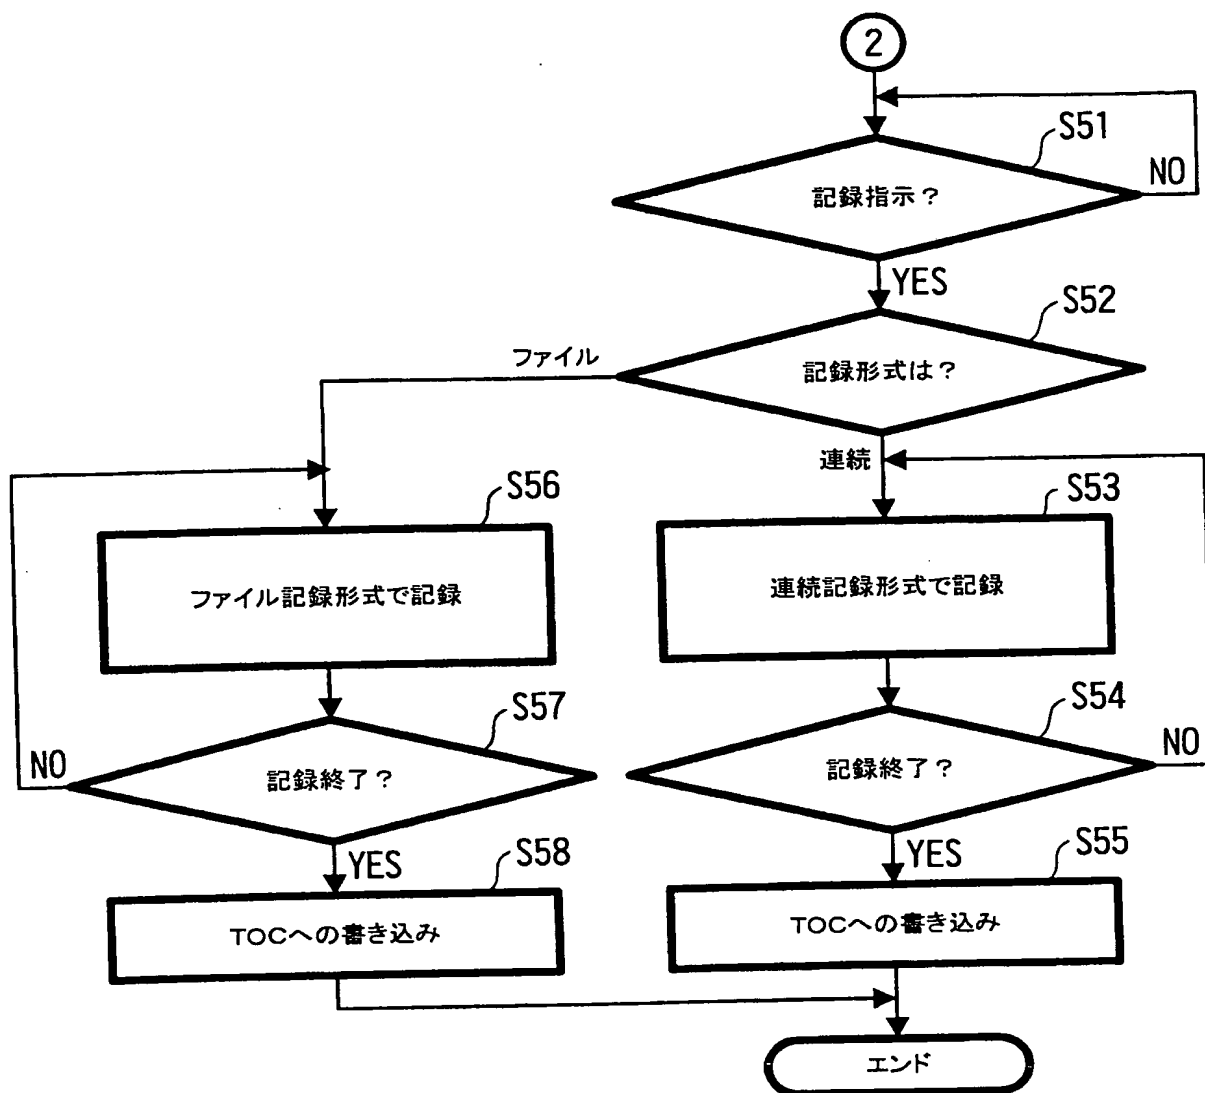 2
S51
記録指示？
NO
YES
S52
記録形式は？
ファイル
連続
S56
ファイル記録形式で記録
S53
連続記録形式で記録
S57
記録終了？
NO
YES
S54
記録終了？
NO
YES
S58
TOCへの書き込み
S55
TOCへの書き込み
エンド